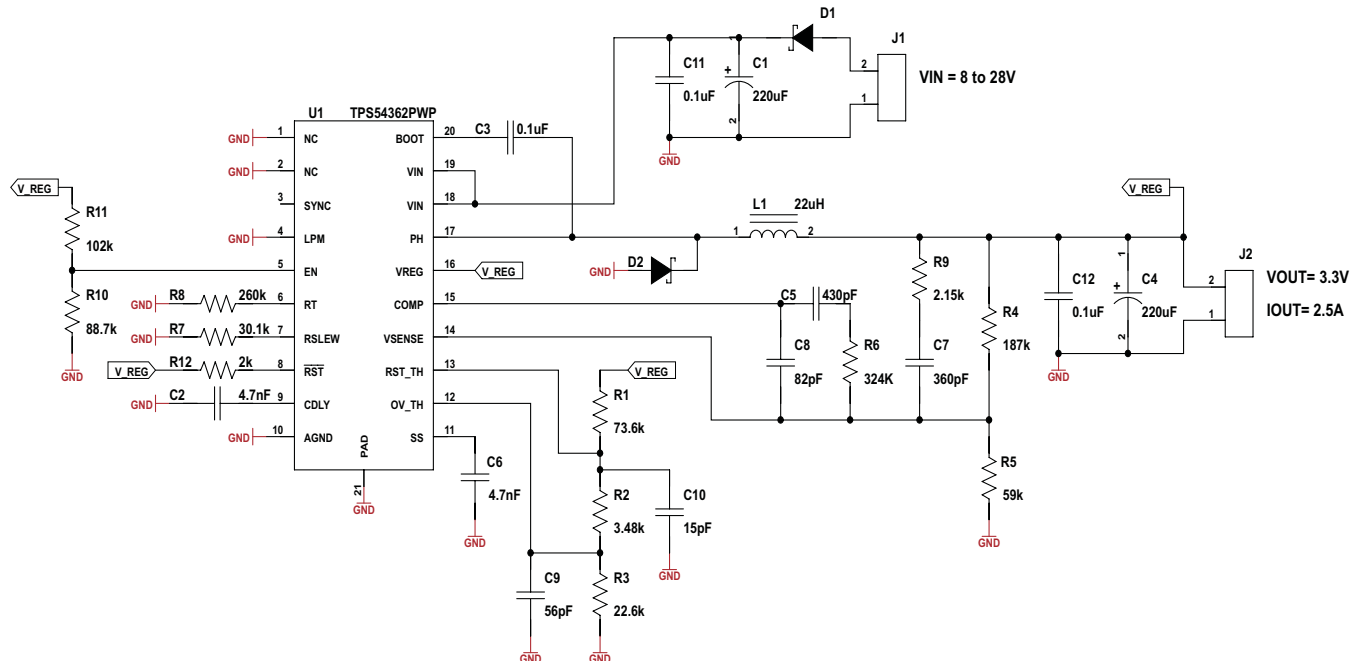 D1
J1
2
1
VIN = 8 to 28V
C11
0.1uF
1
+
C1
220uF
2
GND
U1
TPS54362PWP
GND
1
NC
BOOT
20
C3
0.1uF
GND
2
NC
VIN
19
V_REG
3
SYNC
VIN
18
R11
102k
GND
4
LPM
PH
17
L1
22uH
1
2
V_REG
5
EN
VREG
16
V_REG
GND
D2
R10
88.7k
GND
GND
R8
260k
6
RT
COMP
15
C5
430pF
GND
R7
30.1k
7
RSLEW
VSENSE
14
V_REG
R12
2k
8
RST
RST_TH
13
GND
C2
4.7nF
9
CDLY
OV_TH
12
GND
10
AGND
SS
11
PAD
21
GND
C8
82pF
R6
324K
R9
2.15k
C7
360pF
R4
187k
C12
0.1uF
1
+
C4
220uF
2
GND
J2
2
1
VOUT= 3.3V
IOUT= 2.5A
V_REG
R1
73.6k
C6
4.7nF
GND
R2
3.48k
C10
15pF
GND
R5
59k
GND
C9
56pF
GND
R3
22.6k
GND